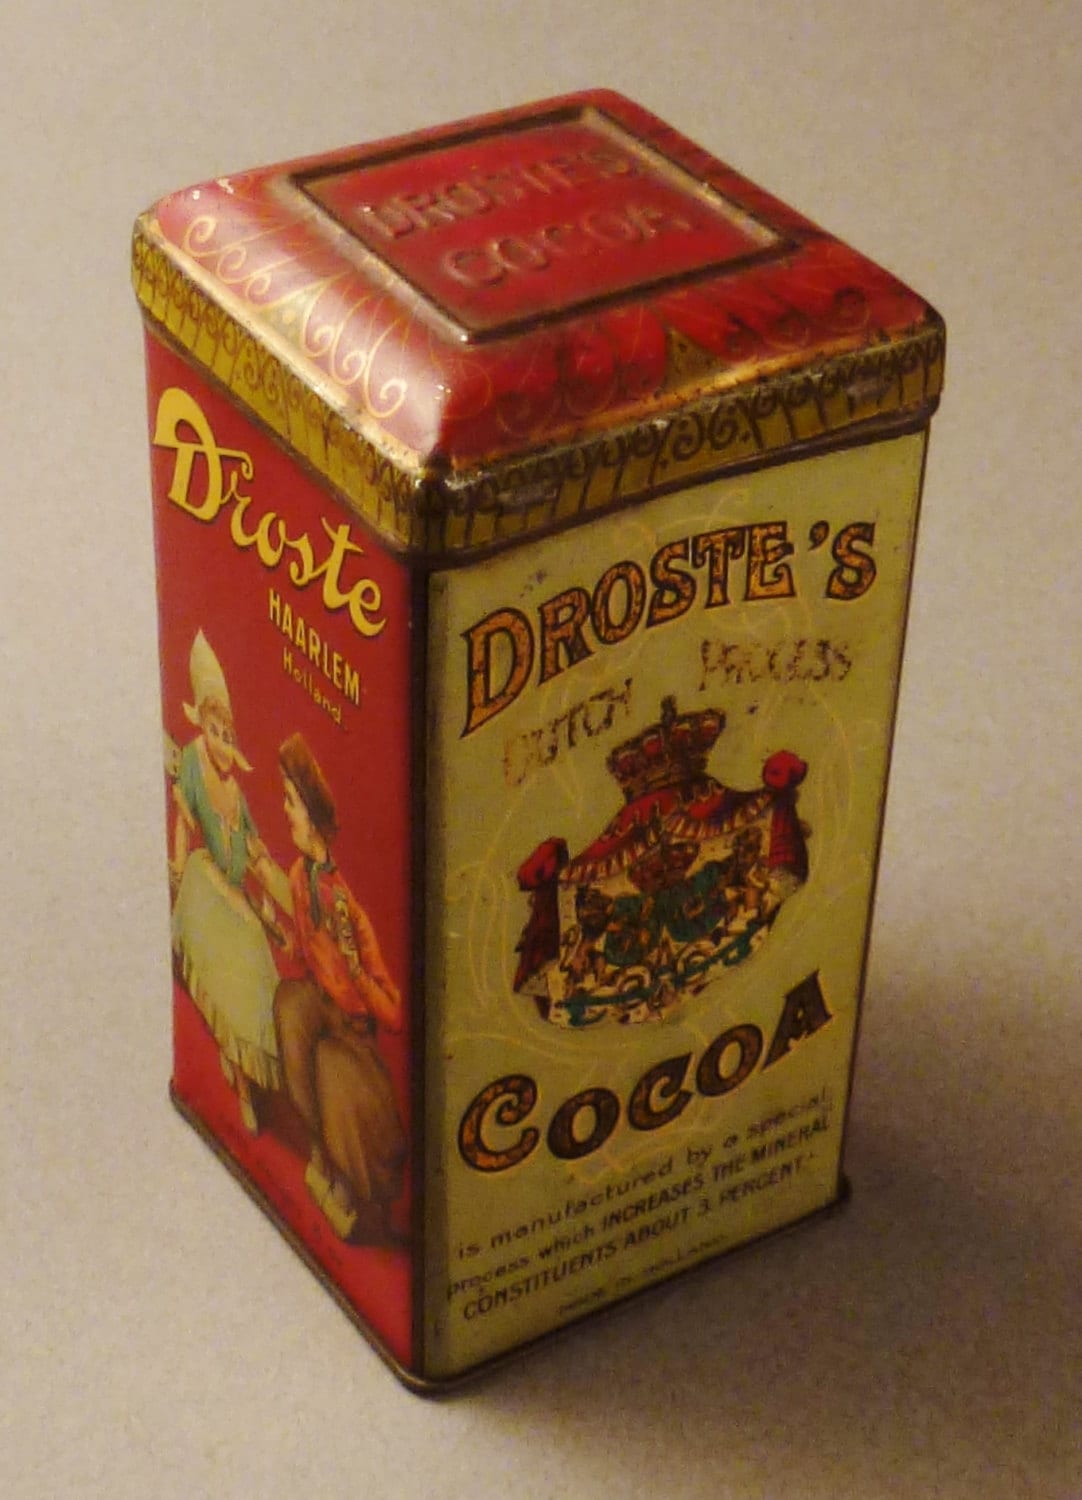 DROSTE'S
COCOA
Droste
HAARLEM
Holland
DROSTE'S
DUTCH PROCESS
COCOA
is manufactured by a special
process which INCREASES THE MINERAL
CONSTITUENTS ABOUT 3 PERCENT.
MADE IN HOLLAND